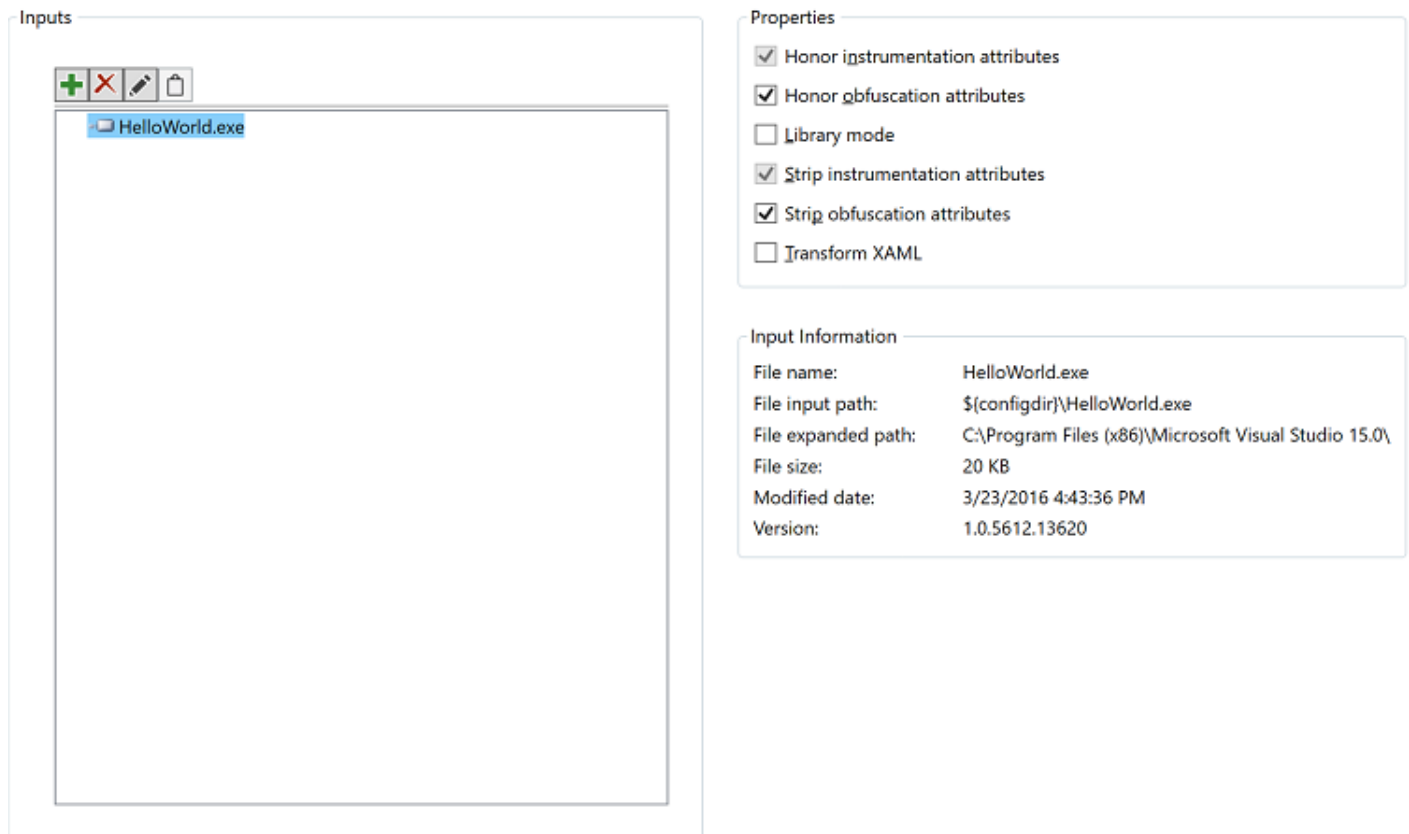 Inputs
HelloWorld.exe
Properties
Honor instrumentation attributes
Honor obfuscation attributes
Library mode
Strip instrumentation attributes
Strip obfuscation attributes
Transform XAML
Input Information
File name: HelloWorld.exe
File input path: ${configdir}\HelloWorld.exe
File expanded path: C:\Program Files (x86)\Microsoft Visual Studio 15.0\
File size: 20 KB
Modified date: 3/23/2016 4:43:36 PM
Version: 1.0.5612.13620